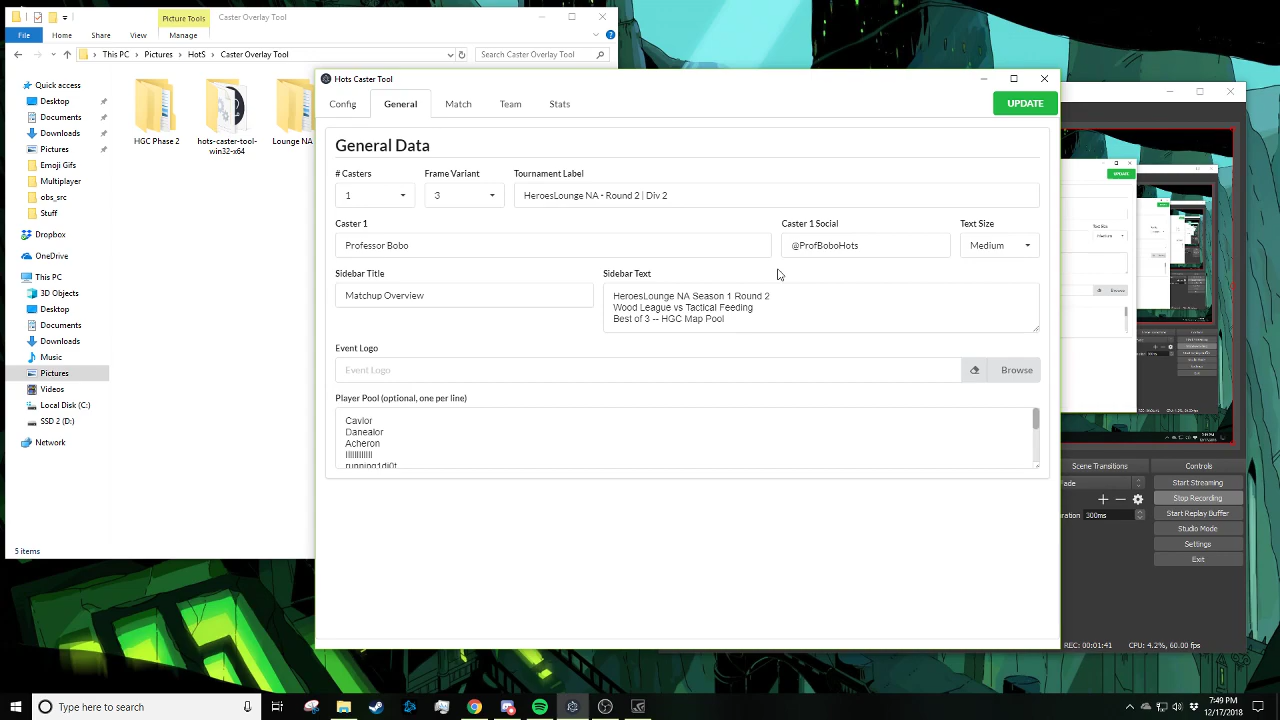 Picture Tools
Caster Overlay Tool
File
Home
Share
View
Manage
This PC
Pictures
HotS
Caster Overlay Tool
Search Caster Overlay Tool
Quick access
Desktop
Documents
Downloads
Pictures
Emoji Gifs
Multiplayer
obs_src
Stuff
Dropbox
OneDrive
This PC
3D Objects
Desktop
Documents
Downloads
Music
Pictures
Videos
Local Disk (C:)
SSD 2 (D:)
Network
HGC Phase 2
hots-caster-tool-
win32-x64
Lounge NA
5 items
Hots Caster Tool
Config
General
Match
Team
Stats
UPDATE
General Data
# Casters
Frame Variant
Tournament Label
1
3
HeroesLounge NA - Round 2 | Div 2
Caster 1
Caster 1 Social
Text Size
Professor Bobo
@ProfBoboHots
Medium
Sidebar Title
Sidebar Text
Matchup Overview
HeroesLounge NA Season 1 Round 2
Wood League vs Tactical Feeding
Best of 3 -- HGC Map Pool
Event Logo
Event Logo
Browse
Player Pool (optional, one per line)
Cavlor
Danealor
Acheron
running1di0t
Scene Transitions
Controls
Start Streaming
Stop Recording
300ms
Start Replay Buffer
Studio Mode
Settings
Exit
REC: 00:01:41
CPU: 4.2%, 60.00 fps
Type here to search
7:49 PM
12/17/2018